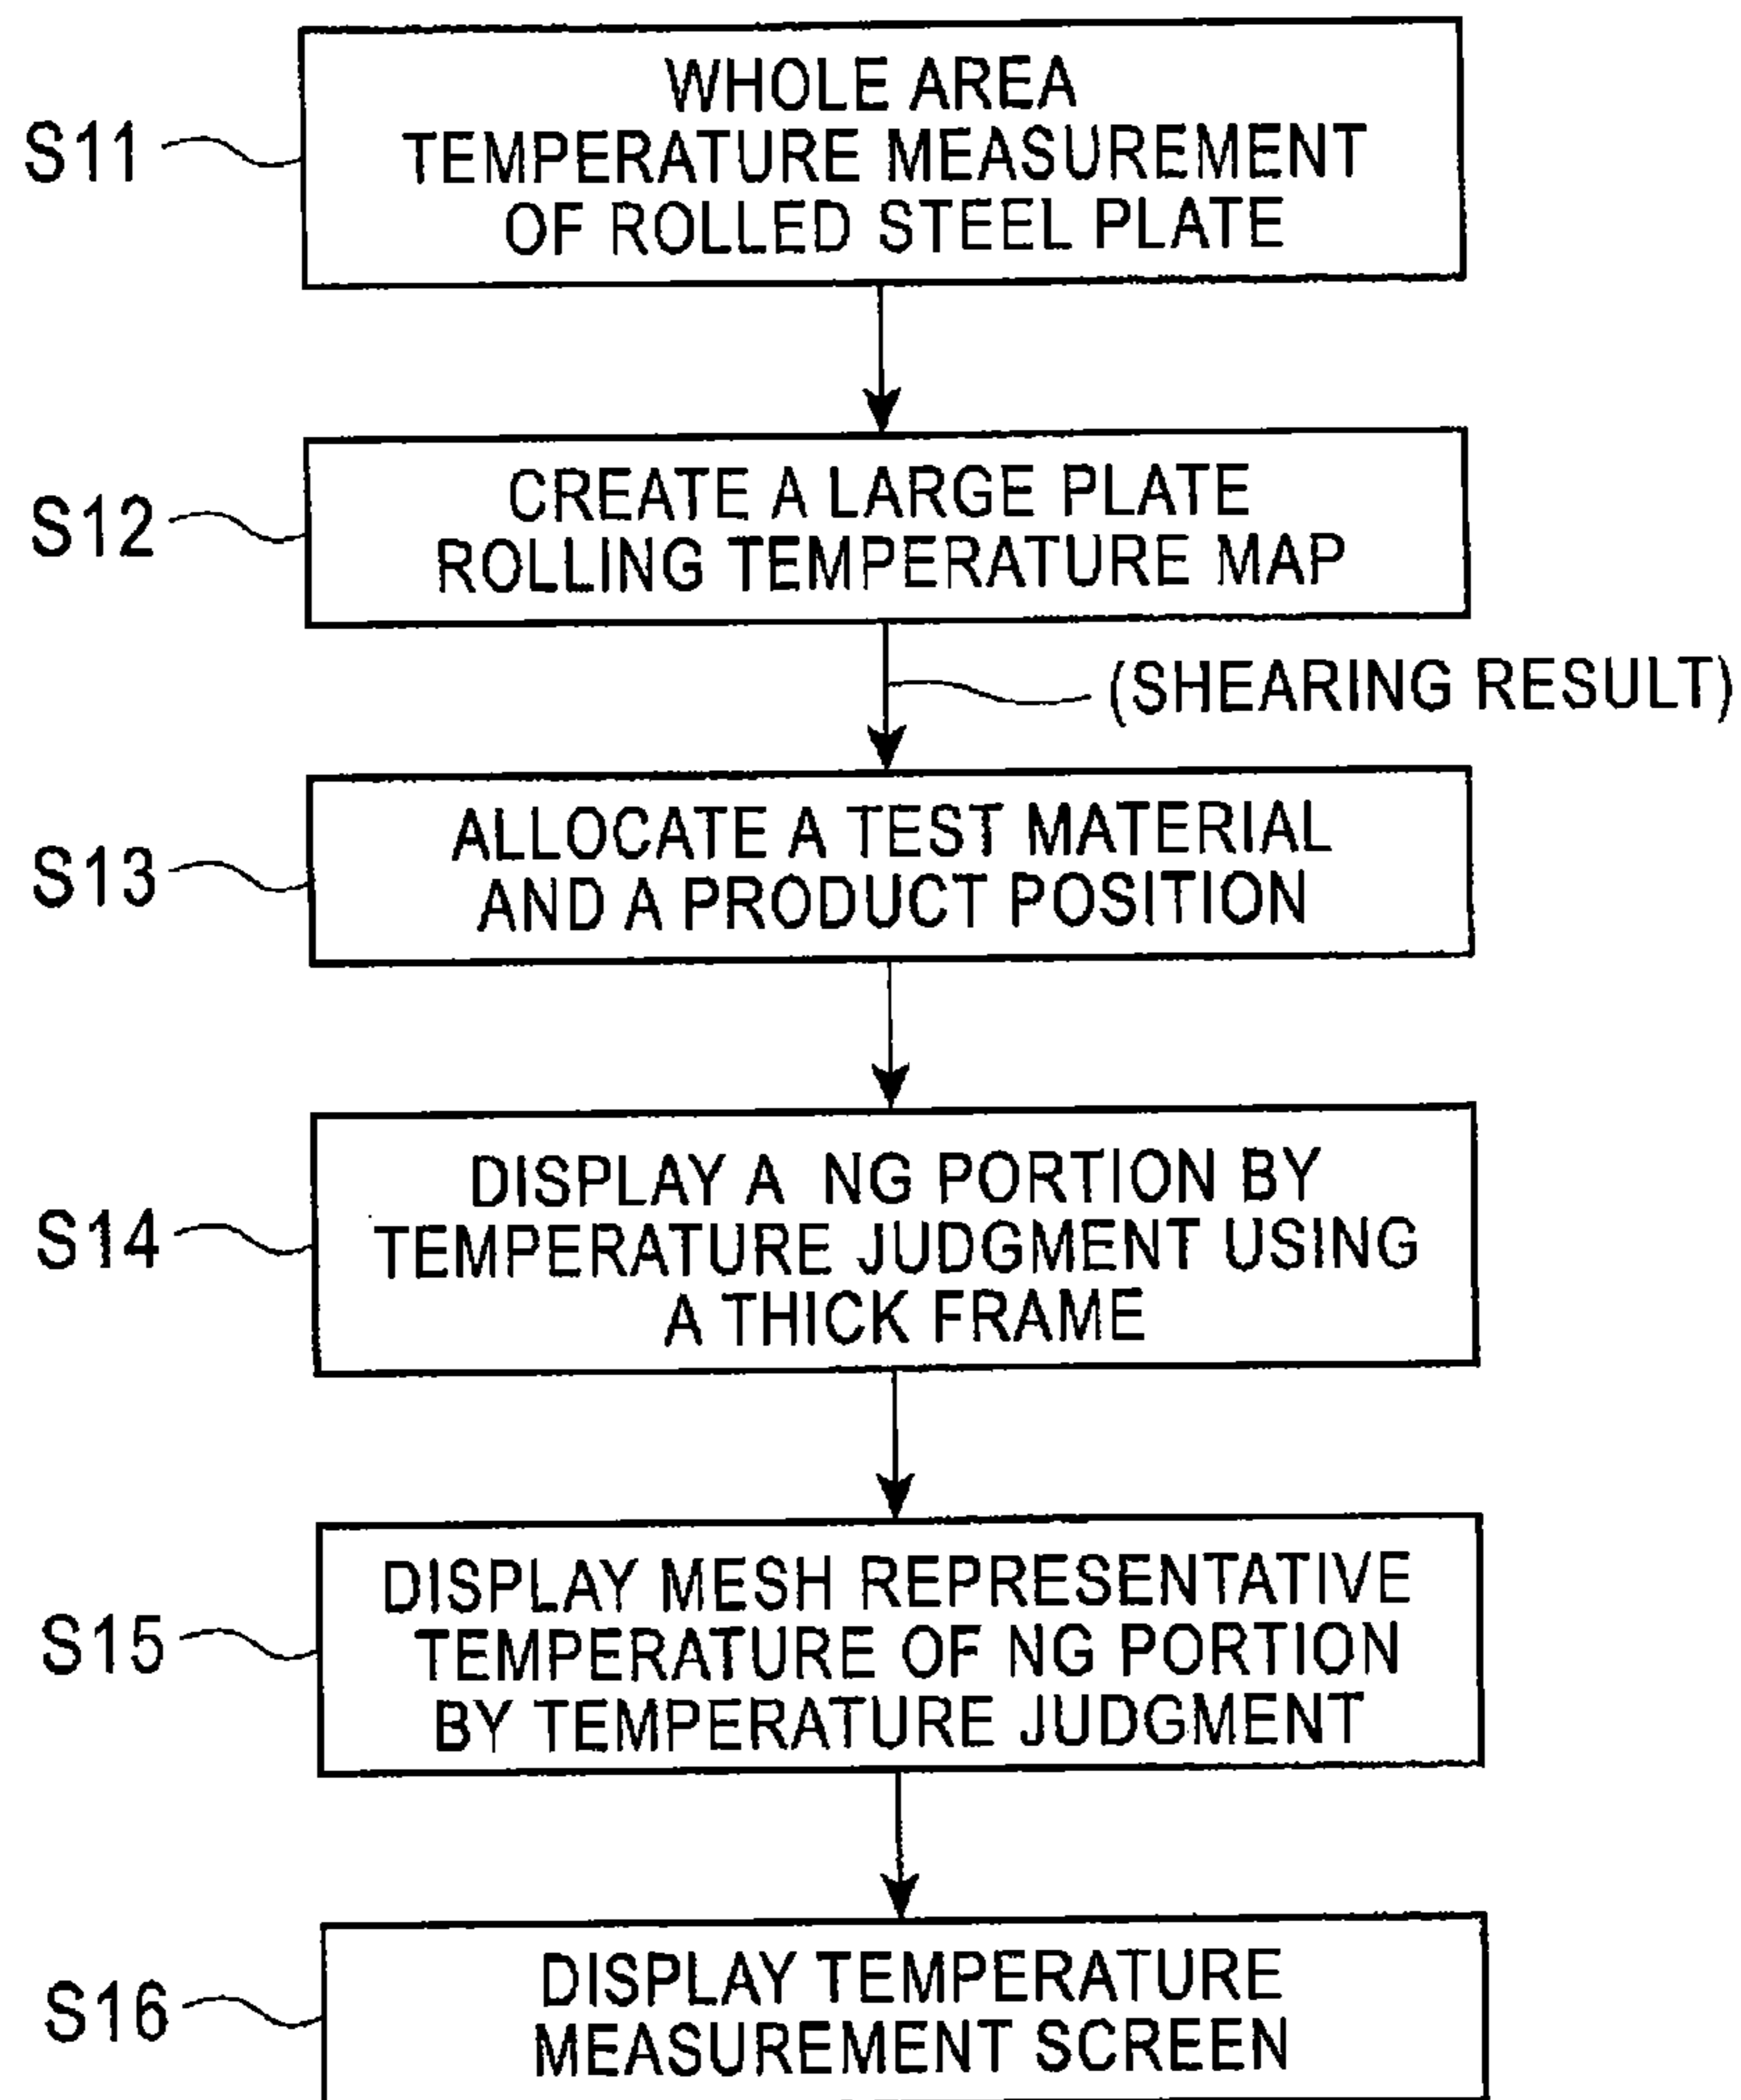 WHOLE AREA
S11
TEMPERATURE MEASUREMENT
OF ROLLED STEEL PLATE
CREATE A LARGE PLATE
S12
ROLLING TEMPERATURE MAP
(SHEARING RESULT)
ALLOCATE A TEST MATERIAL
S13
AND A PRODUCT POSITION
DISPLAY A NG PORTION BY
S14
TEMPERATURE JUDGMENT USING
A THICK FRAME
DISPLAY MESH REPRESENTATIVE
S15
TEMPERATURE OF NG PORTION
BY TEMPERATURE JUDGMENT
DISPLAY TEMPERATURE
S16
MEASUREMENT SCREEN